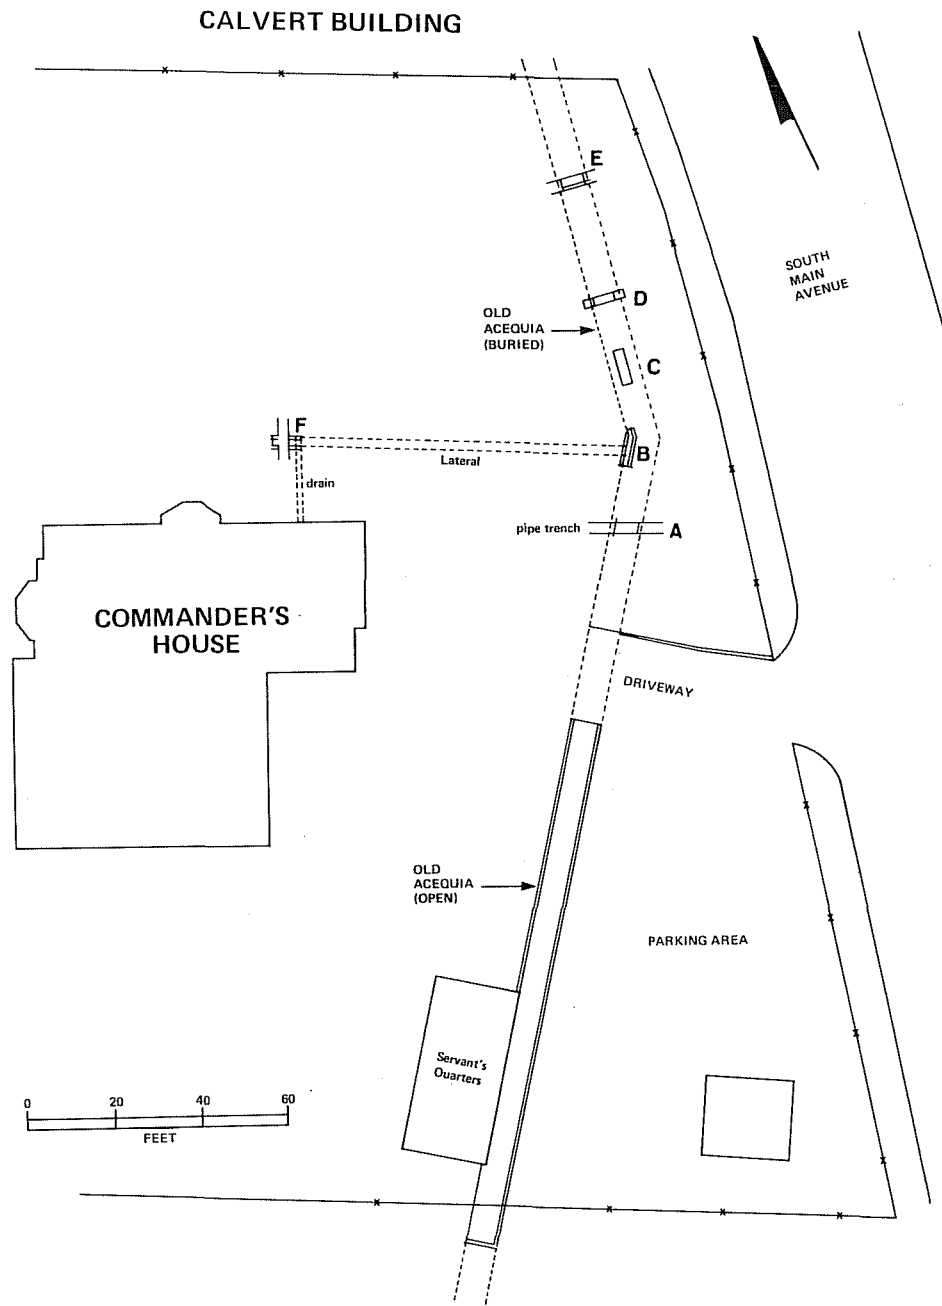 CALVERT BUILDING
E
SOUTH
MAIN
AVENUE
D
OLD
ACEQUIA
(BURIED)
C
F
B
Lateral
drain
pipe trench
A
COMMANDER'S
HOUSE
DRIVEWAY
OLD
ACEQUIA
(OPEN)
PARKING AREA
Servant's
Quarters
0 20 40 60
FEET